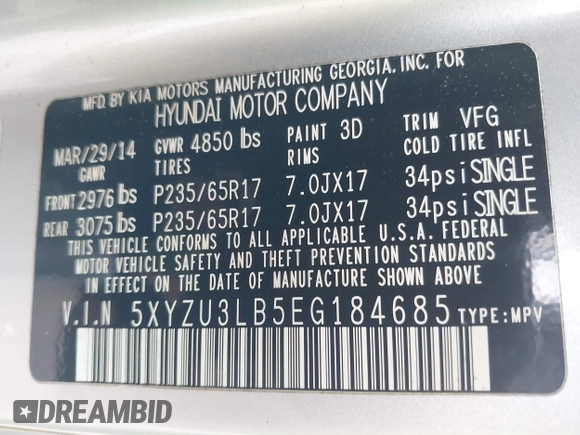 MFD. BY KIA MOTORS MANUFACTURING GEORGIA, INC. FOR
HYUNDAI MOTOR COMPANY
MAR/29/14 GVWR 4850 lbs PAINT 3D TRIM VFG
GAWR TIRES RIMS COLD TIRE INFL
FRONT 2976 lbs P235/65R17 7.0JX17 34psi SINGLE
REAR 3075 lbs P235/65R17 7.0JX17 34psi SINGLE
THIS VEHICLE CONFORMS TO ALL APPLICABLE U.S.A. FEDERAL
MOTOR VEHICLE SAFETY AND THEFT PREVENTION STANDARDS
IN EFFECT ON THE DATE OF MANUFACTURE SHOWN ABOVE.
V.I.N 5XYZU3LB5EG184685 TYPE:MPV
DREAMBID